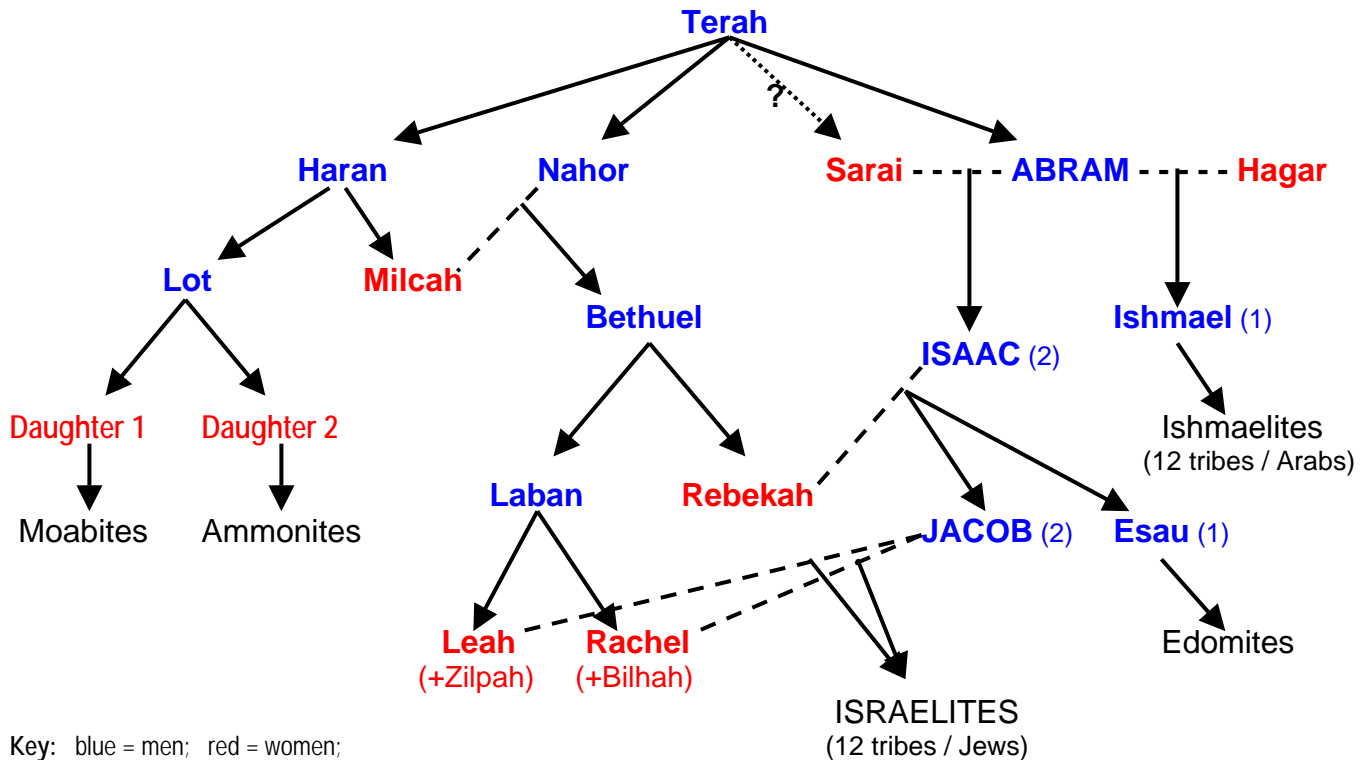 Terah
?
Haran Nahor Sarai ABRAM Hagar
Lot Milcah
Bethuel Ishmael (1)
ISAAC (2)
Daughter 1 Daughter 2 Ishmaelites
(12 tribes / Arabs)
Laban Rebekah
Moabites Ammonites JACOB (2) Esau (1)
Leah Rachel Edomites
(+Zilpah) (+Bilhah)
ISRAELITES
(12 tribes / Jews)
Key: blue = men; red = women;